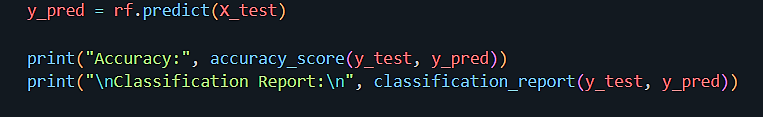 y_pred = rf.predict(X_test)
print("Accuracy:", accuracy_score(y_test, y_pred))
print("\nClassification Report:\n", classification_report(y_test, y_pred))